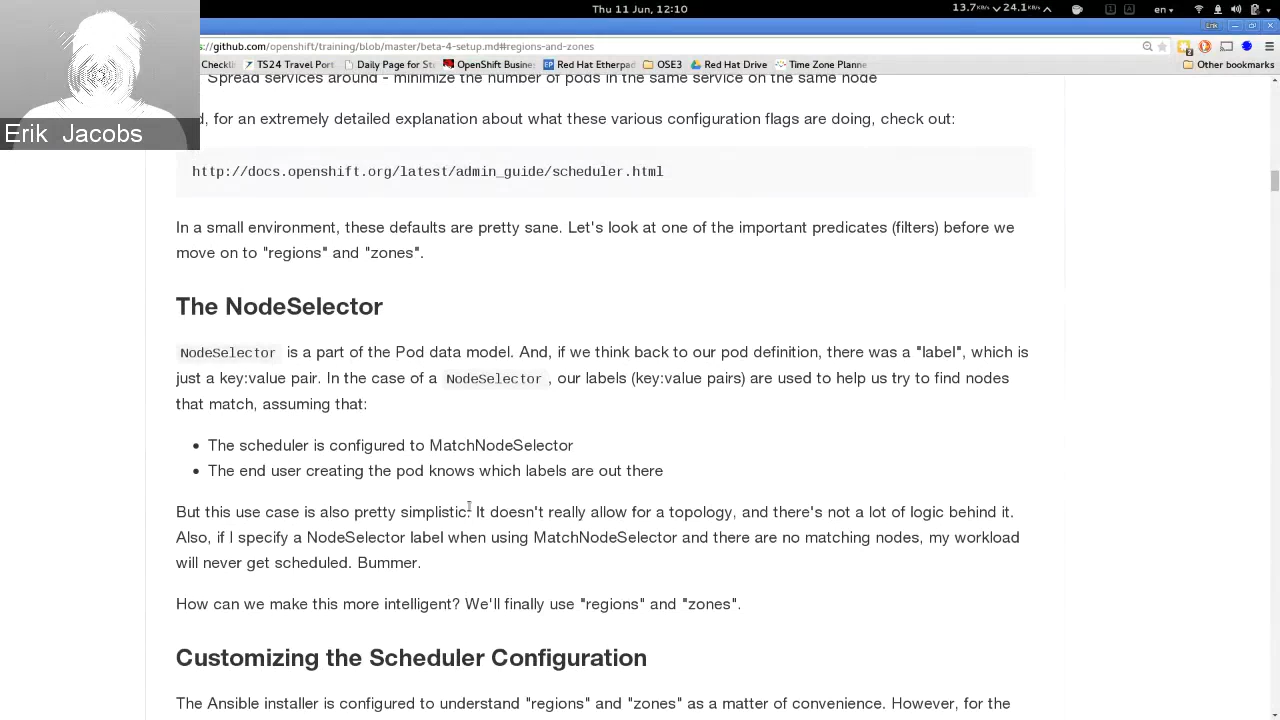 Thu 11 Jun, 12:10
13.7 KB/s 24.1 KB/s
en
Erik
s://github.com/openshift/training/blob/master/beta-4-setup.md#regions-and-zones
Checkli TS24 Travel Port Daily Page for Sta OpenShift Busine Red Hat Etherpad OSE3 Red Hat Drive Time Zone Planne Other bookmarks
Spread services around - minimize the number of pods in the same service on the same node
Erik Jacobs
d, for an extremely detailed explanation about what these various configuration flags are doing, check out:
http://docs.openshift.org/latest/admin_guide/scheduler.html
In a small environment, these defaults are pretty sane. Let's look at one of the important predicates (filters) before we
move on to "regions" and "zones".
The NodeSelector
NodeSelector is a part of the Pod data model. And, if we think back to our pod definition, there was a "label", which is
just a key:value pair. In the case of a NodeSelector , our labels (key:value pairs) are used to help us try to find nodes
that match, assuming that:
• The scheduler is configured to MatchNodeSelector
• The end user creating the pod knows which labels are out there
But this use case is also pretty simplistic. It doesn't really allow for a topology, and there's not a lot of logic behind it.
Also, if I specify a NodeSelector label when using MatchNodeSelector and there are no matching nodes, my workload
will never get scheduled. Bummer.
How can we make this more intelligent? We'll finally use "regions" and "zones".
Customizing the Scheduler Configuration
The Ansible installer is configured to understand "regions" and "zones" as a matter of convenience. However, for the